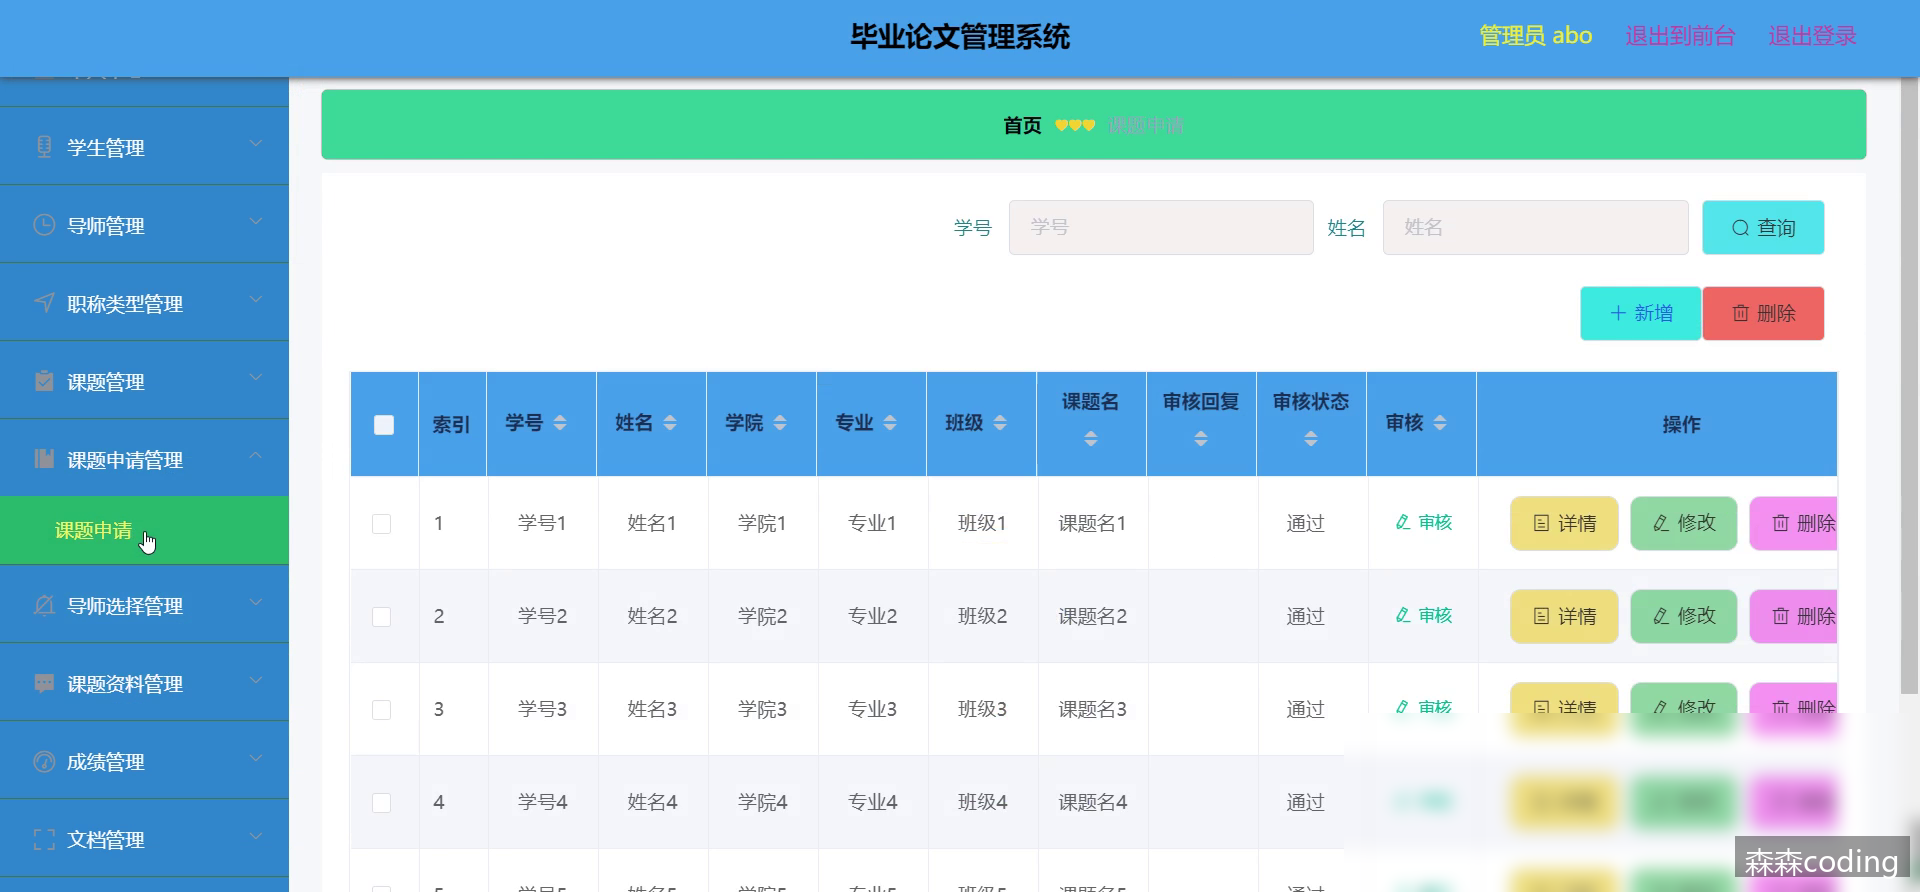 毕业论文管理系统
管理员 abo
退出到前台
退出登录
学生管理
导师管理
职称类型管理
课题管理
课题申请管理
课题申请
导师选择管理
课题资料管理
成绩管理
文档管理
首页 课题申请
学号 学号 姓名 姓名 查询
新增 删除
索引 学号 姓名 学院 专业 班级 课题名 审核回复 审核状态 审核 操作
1 学号1 姓名1 学院1 专业1 班级1 课题名1 通过 审核 详情 修改 删除
2 学号2 姓名2 学院2 专业2 班级2 课题名2 通过 审核 详情 修改 删除
3 学号3 姓名3 学院3 专业3 班级3 课题名3 通过 审核 详情 修改 删除
4 学号4 姓名4 学院4 专业4 班级4 课题名4 通过
森森coding